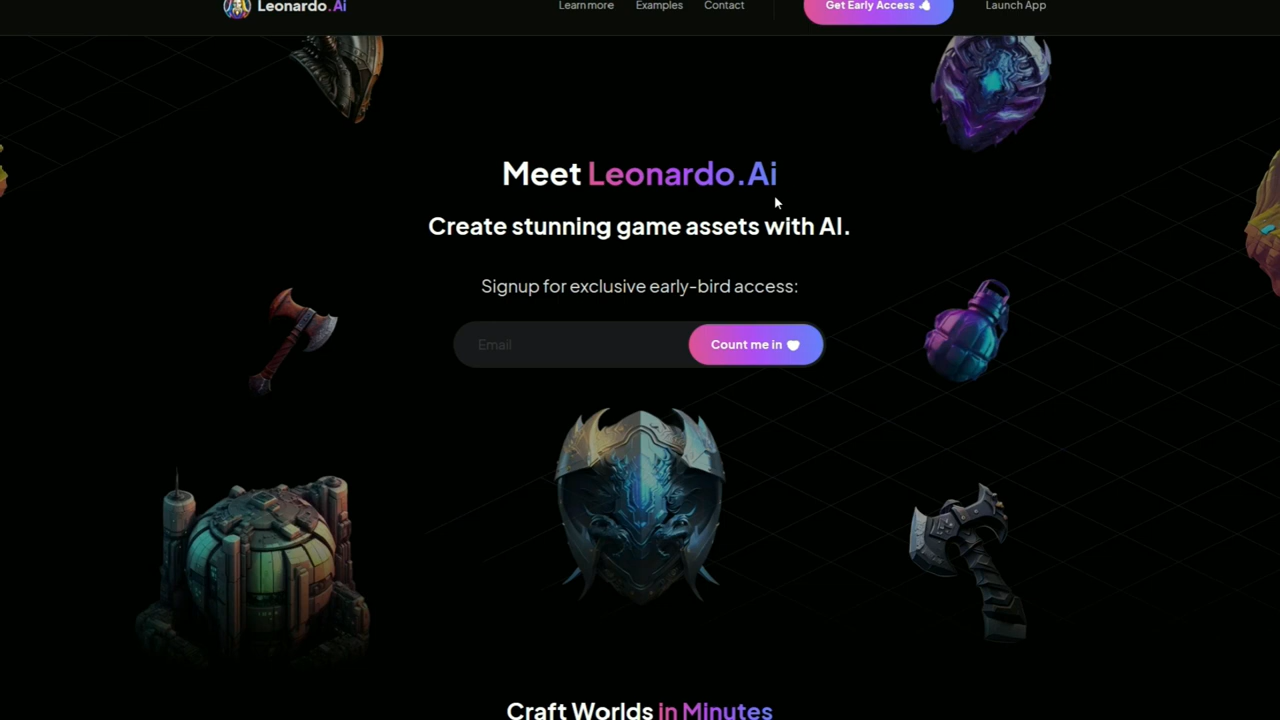 Leonardo.Ai
Learn more
Examples
Contact
Get Early Access
Launch App
Meet Leonardo.Ai
Create stunning game assets with AI.
Signup for exclusive early-bird access:
Email
Count me in
Craft Worlds in Minutes